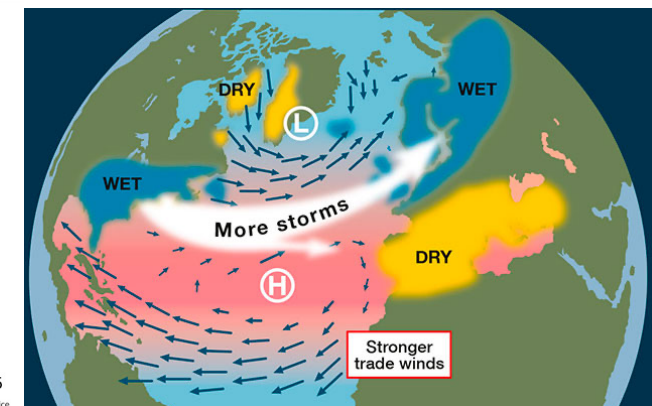 DRY
L
WET
WET
More storms
DRY
H
Stronger
trade winds